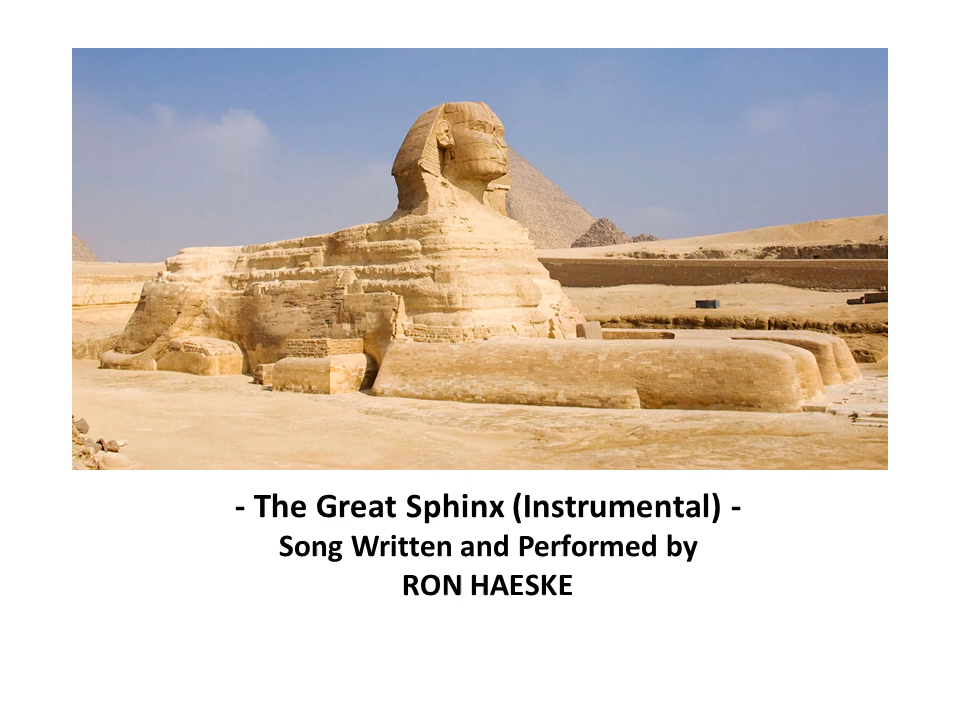 - The Great Sphinx (Instrumental) -
Song Written and Performed by
RON HAESKE